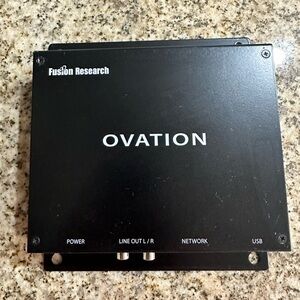 Fusion Research
OVATION
POWER LINE OUT L / R NETWORK USB